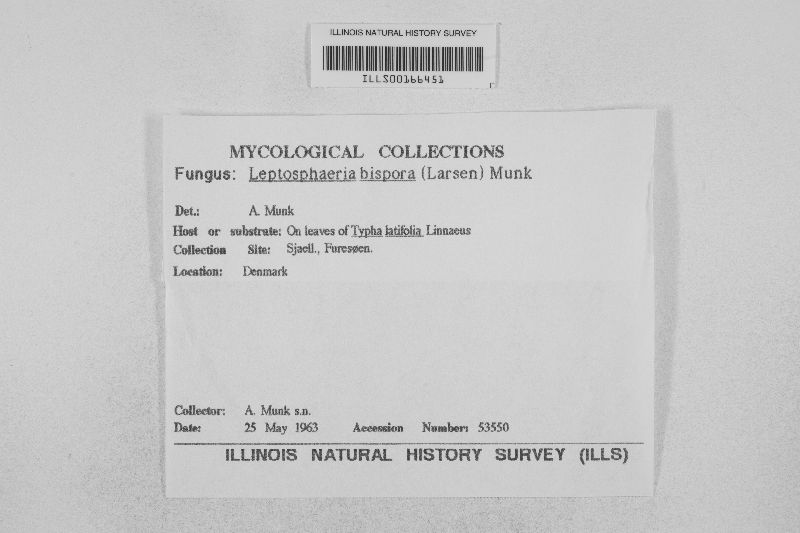 ILLINOIS NATURAL HISTORY SURVEY
ILLS00166451
MYCOLOGICAL COLLECTIONS
Fungus: Leptosphaeria bispora (Larsen) Munk
Det.: A. Munk
Host or substrate: On leaves of Typha latifolia Linnaeus
Collection Site: Sjaell., Furesøen.
Location: Denmark
Collector: A. Munk s.n.
Date: 25 May 1963 Accession Number: 53550
ILLINOIS NATURAL HISTORY SURVEY (ILLS)